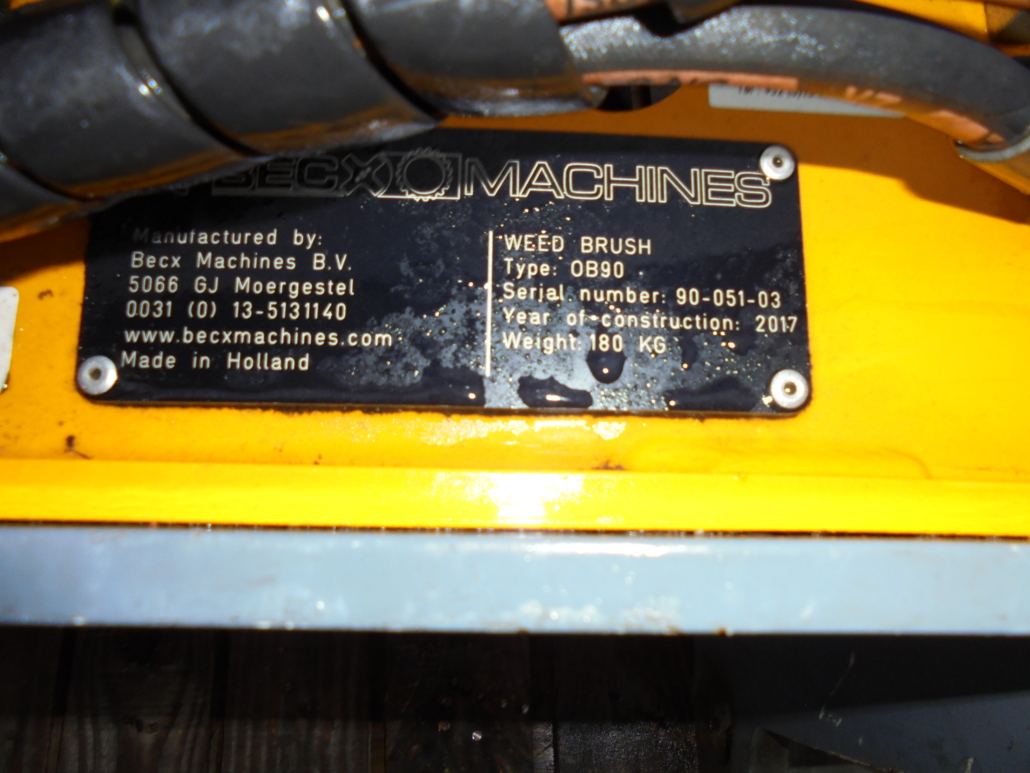 BECX MACHINES
Manufactured by:
Becx Machines B.V.
5066 GJ Moergestel
0031 (0) 13-5131140
www.becxmachines.com
Made in Holland
WEED BRUSH
Type: OB90
Serial number: 90-051-03
Year of construction: 2017
Weight: 180 KG